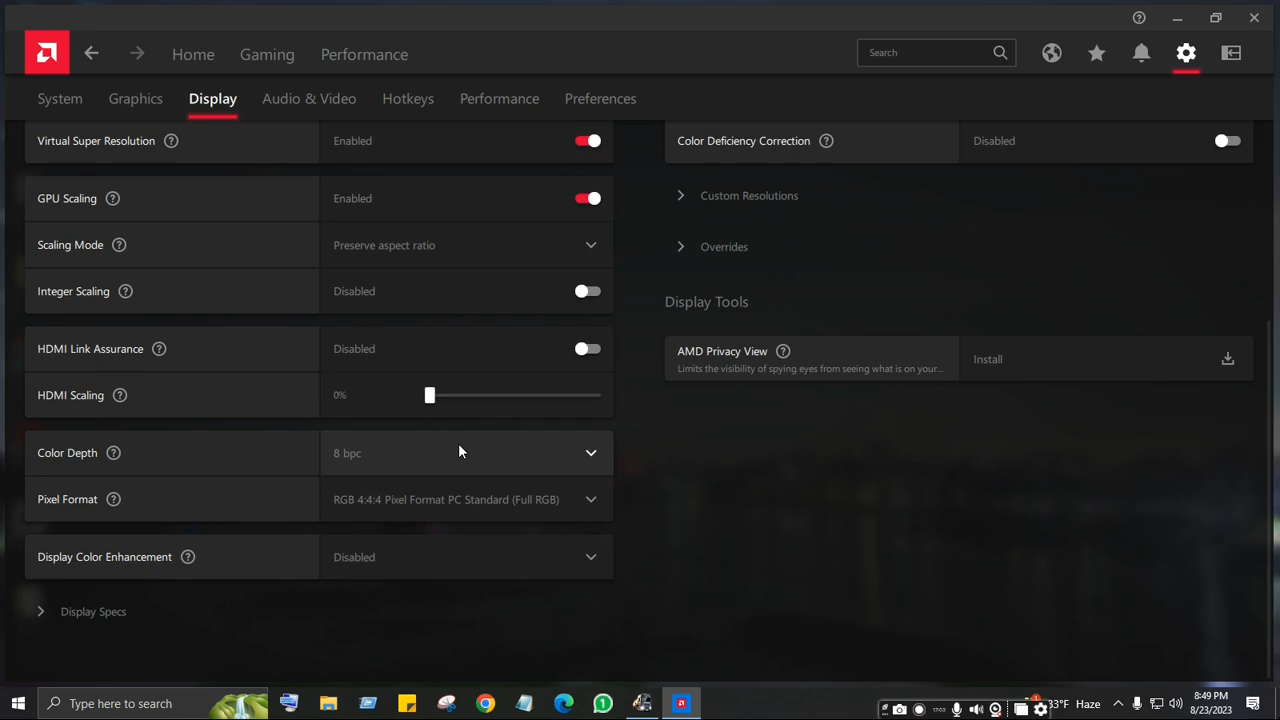 Search
Home
Gaming
Performance
System
Graphics
Display
Audio & Video
Hotkeys
Performance
Preferences
Virtual Super Resolution
Enabled
GPU Scaling
Enabled
Scaling Mode
Preserve aspect ratio
Integer Scaling
Disabled
HDMI Link Assurance
Disabled
HDMI Scaling
0%
Color Depth
8 bpc
Pixel Format
RGB 4:4:4 Pixel Format PC Standard (Full RGB)
Display Color Enhancement
Disabled
Display Specs
Color Deficiency Correction
Disabled
Custom Resolutions
Overrides
Display Tools
AMD Privacy View
Limits the visibility of spying eyes from seeing what is on your...
Install
Type here to search
33°F Haze
8:49 PM
8/23/2023